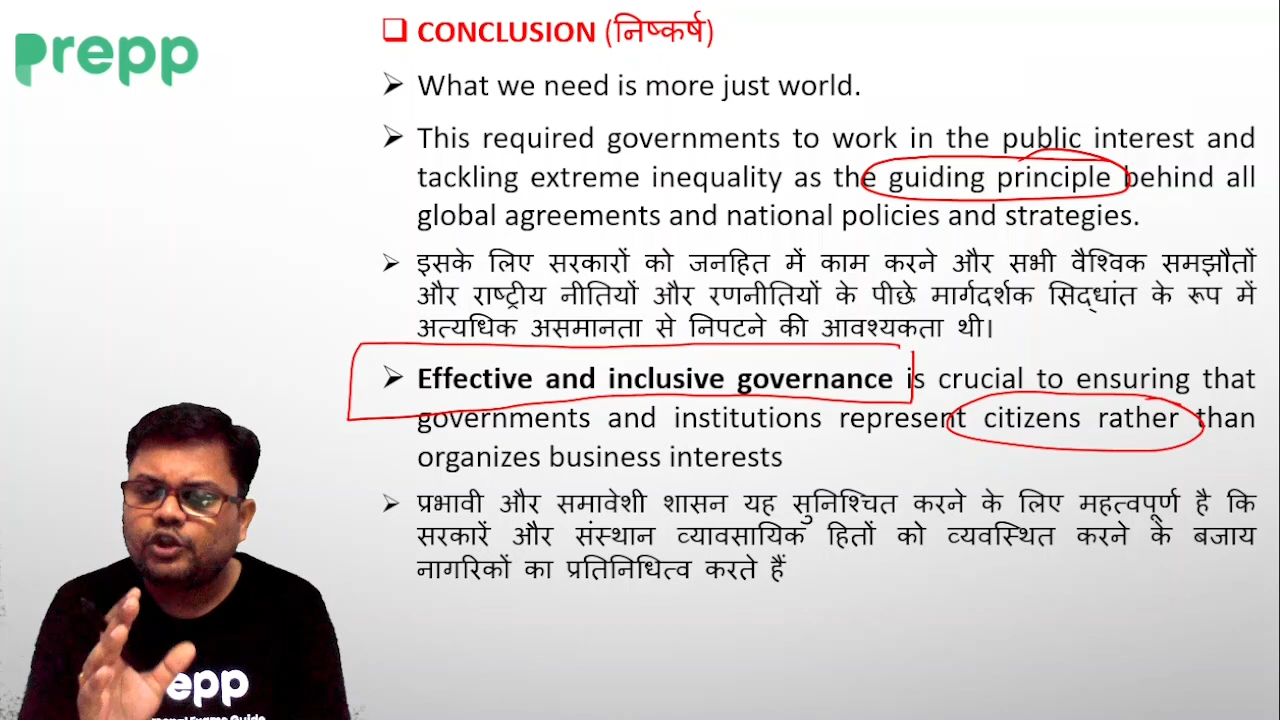 prepp
❑ CONCLUSION (निष्कर्ष)
➢ What we need is more just world.
➢ This required governments to work in the public interest and
tackling extreme inequality as the guiding principle behind all
global agreements and national policies and strategies.
➢ इसके लिए सरकारों को जनहित में काम करने और सभी वैश्विक समझौतों
और राष्ट्रीय नीतियों और रणनीतियों के पीछे मार्गदर्शक सिद्धांत के रूप में
अत्यधिक असमानता से निपटने की आवश्यकता थी।
➢ Effective and inclusive governance is crucial to ensuring that
governments and institutions represent citizens rather than
organizes business interests
➢ प्रभावी और समावेशी शासन यह सुनिश्चित करने के लिए महत्वपूर्ण है कि
सरकारें और संस्थान व्यावसायिक हितों को व्यवस्थित करने के बजाय
नागरिकों का प्रतिनिधित्व करते हैं
epp
Exams Guide